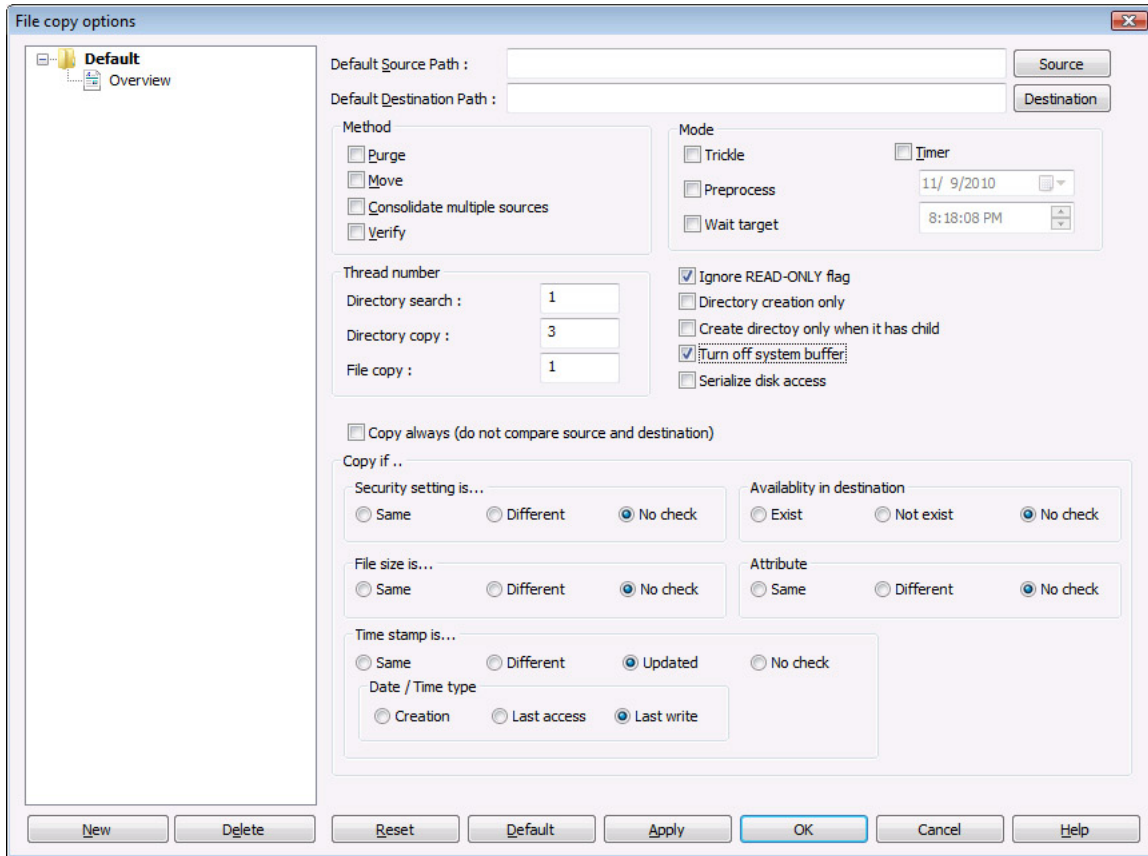 File copy options
Default
Overview
Default Source Path :
Source
Default Destination Path :
Destination
Method
Purge
Move
Consolidate multiple sources
Verify
Mode
Trickle
Timer
Preprocess
11/ 9/2010
Wait target
8:18:08 PM
Thread number
Directory search : 1
Directory copy : 3
File copy : 1
Ignore READ-ONLY flag
Directory creation only
Create directoy only when it has child
Turn off system buffer
Serialize disk access
Copy always (do not compare source and destination)
Copy if ..
Security setting is...
Same Different No check
Availablity in destination
Exist Not exist No check
File size is...
Same Different No check
Attribute
Same Different No check
Time stamp is...
Same Different Updated No check
Date / Time type
Creation Last access Last write
New Delete Reset Default Apply OK Cancel Help